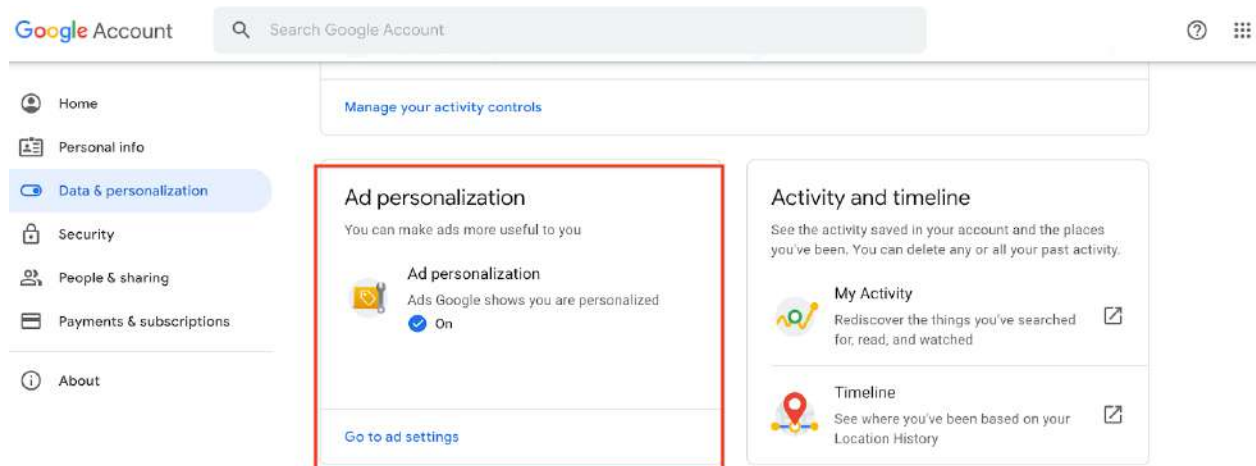 Google Account
Search Google Account
Home
Personal info
Data & personalization
Security
People & sharing
Payments & subscriptions
About
Manage your activity controls
Ad personalization
You can make ads more useful to you
Ad personalization
Ads Google shows you are personalized
On
Go to ad settings
Activity and timeline
See the activity saved in your account and the places
you've been. You can delete any or all your past activity.
My Activity
Rediscover the things you've searched
for, read, and watched
Timeline
See where you've been based on your
Location History